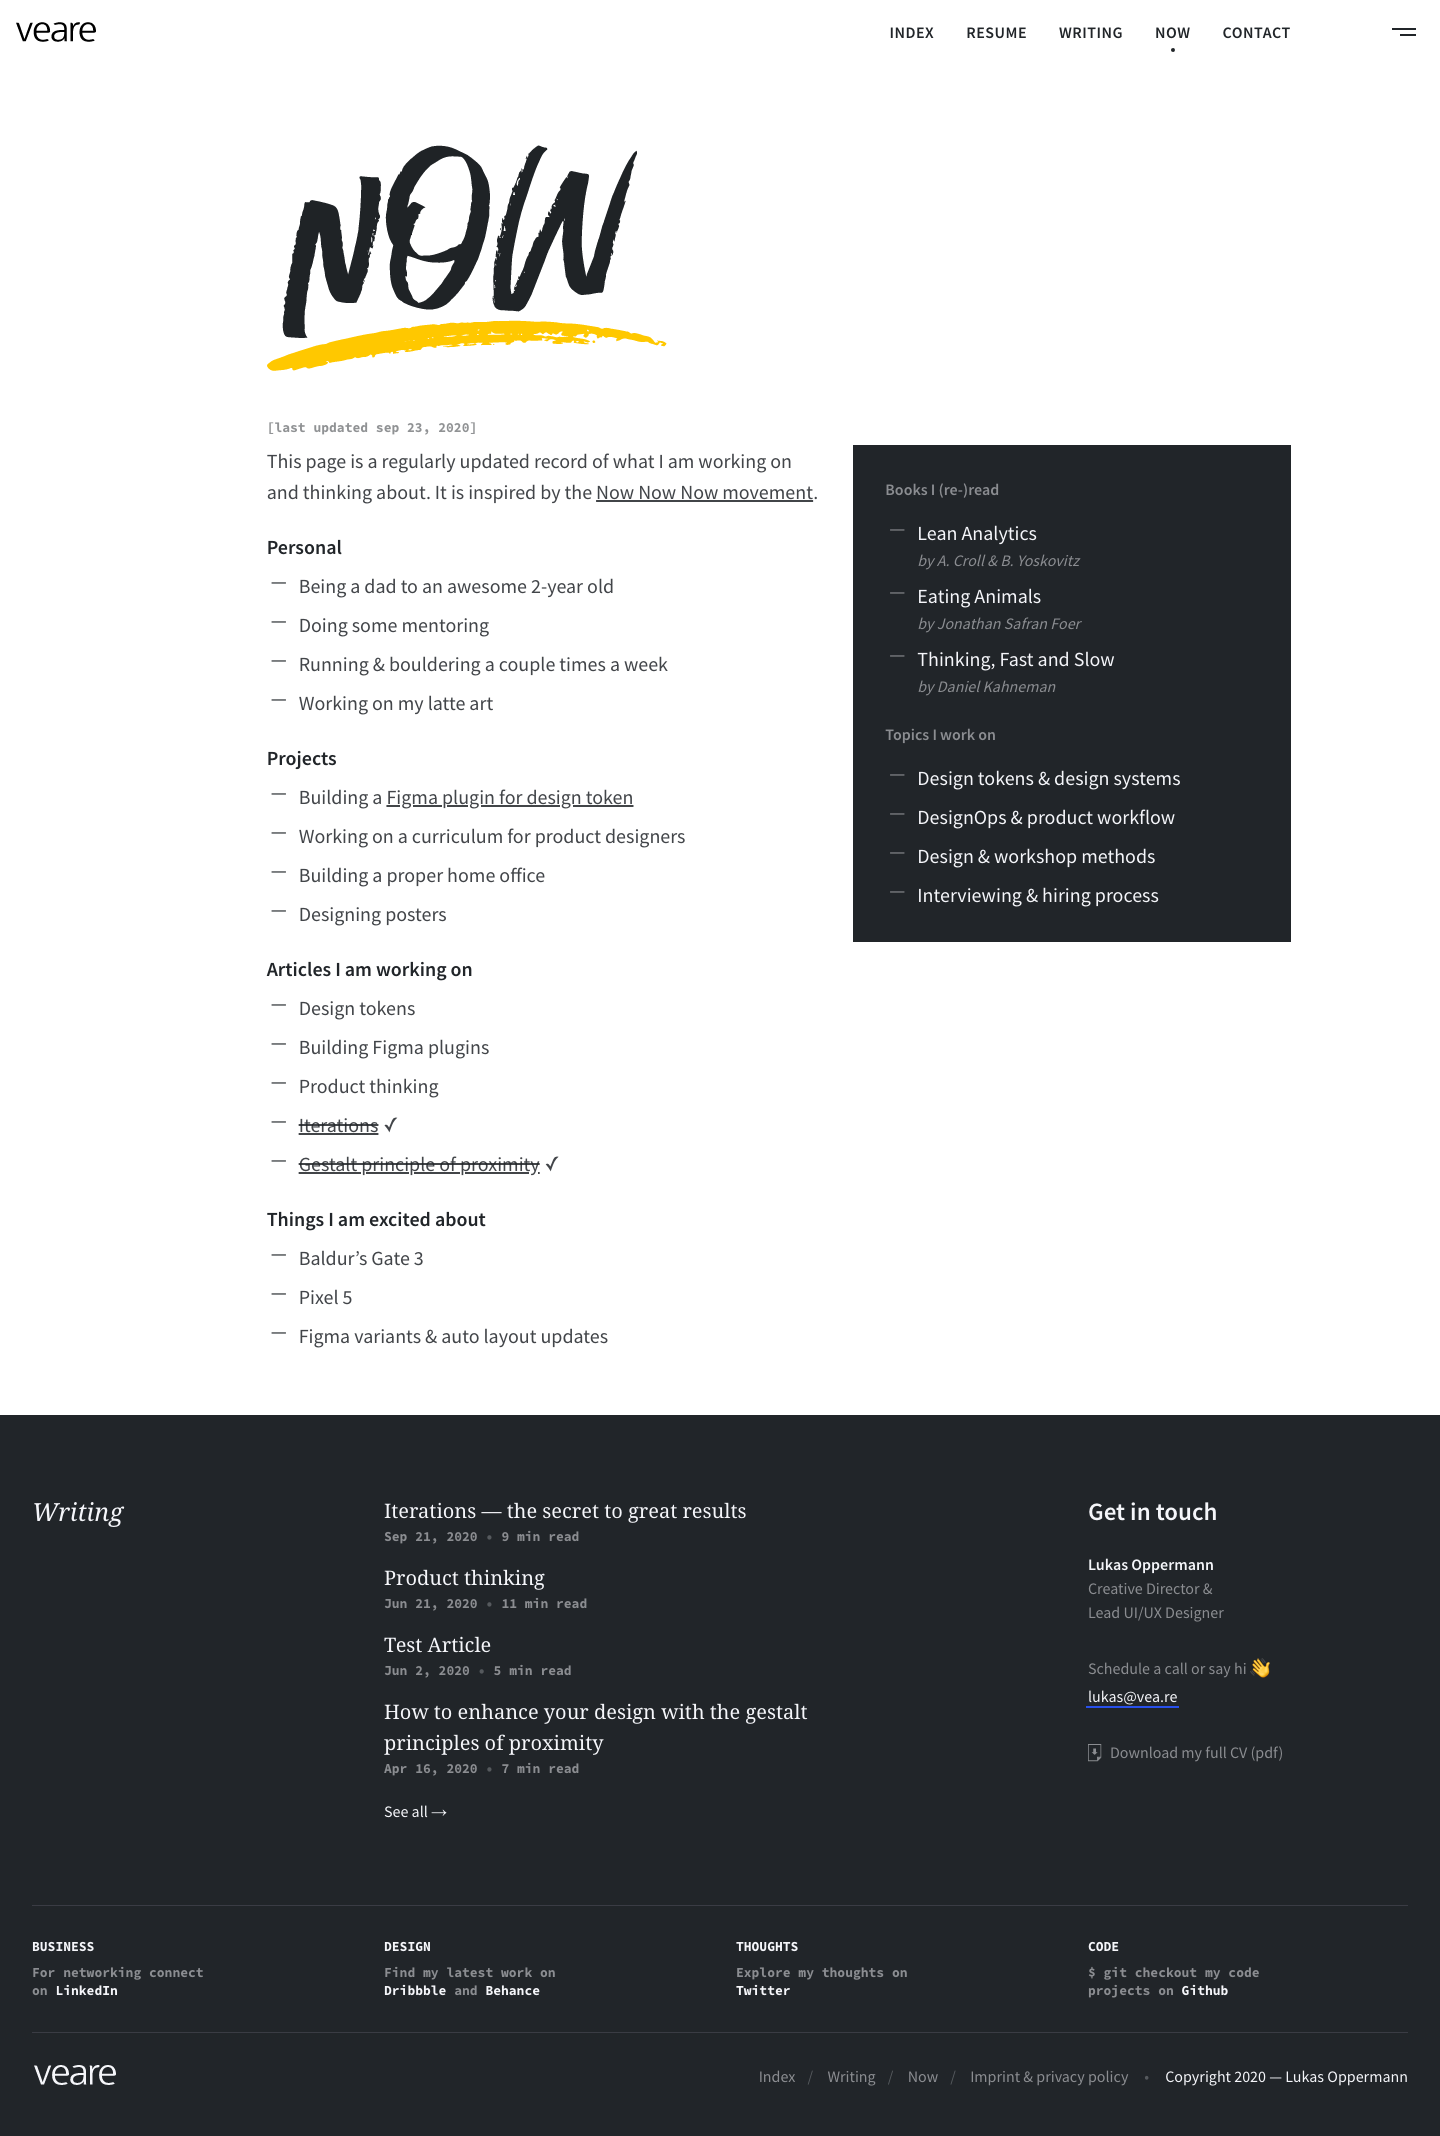 veare
INDEX RESUME WRITING NOW CONTACT
NOW
[last updated sep 23, 2020]
This page is a regularly updated record of what I am working on
and thinking about. It is inspired by the Now Now Now movement.
Personal
— Being a dad to an awesome 2-year old
— Doing some mentoring
— Running & bouldering a couple times a week
— Working on my latte art
Projects
— Building a Figma plugin for design token
— Working on a curriculum for product designers
— Building a proper home office
— Designing posters
Articles I am working on
— Design tokens
— Building Figma plugins
— Product thinking
— Iterations ✓
— Gestalt principle of proximity ✓
Things I am excited about
— Baldur’s Gate 3
— Pixel 5
— Figma variants & auto layout updates
Books I (re-)read
— Lean Analytics
by A. Croll & B. Yoskovitz
— Eating Animals
by Jonathan Safran Foer
— Thinking, Fast and Slow
by Daniel Kahneman
Topics I work on
— Design tokens & design systems
— DesignOps & product workflow
— Design & workshop methods
— Interviewing & hiring process
Writing
Iterations — the secret to great results
Sep 21, 2020 • 9 min read
Product thinking
Jun 21, 2020 • 11 min read
Test Article
Jun 2, 2020 • 5 min read
How to enhance your design with the gestalt
principles of proximity
Apr 16, 2020 • 7 min read
See all →
Get in touch
Lukas Oppermann
Creative Director &
Lead UI/UX Designer
Schedule a call or say hi 👋
lukas@vea.re
Download my full CV (pdf)
BUSINESS
For networking connect
on LinkedIn
DESIGN
Find my latest work on
Dribbble and Behance
THOUGHTS
Explore my thoughts on
Twitter
CODE
$ git checkout my code
projects on Github
veare
Index / Writing / Now / Imprint & privacy policy • Copyright 2020 — Lukas Oppermann